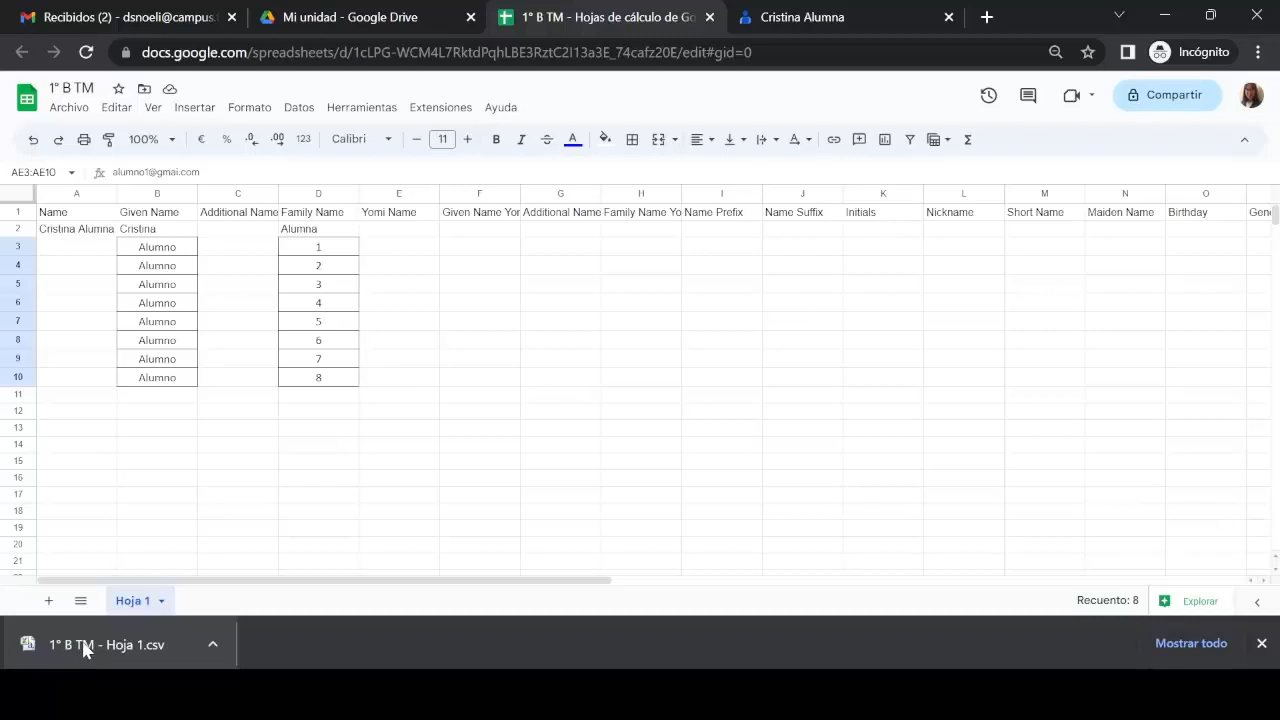 Recibidos (2) - dsnoeli@campus.
Mi unidad - Google Drive
1° B TM - Hojas de cálculo de Go
Cristina Alumna
docs.google.com/spreadsheets/d/1cLPG-WCM4L7RktdPqhLBE3RztC2I13a3E_74cafz20E/edit#gid=0
Incógnito
1° B TM
Archivo Editar Ver Insertar Formato Datos Herramientas Extensiones Ayuda
Compartir
100% € % .0 .00 123 Calibri 11 B I A Σ
AE3:AE10 fx alumno1@gmai.com
A B C D E F G H I J K L M N O
1 Name Given Name Additional Name Family Name Yomi Name Given Name Yor Additional Name Family Name Yo Name Prefix Name Suffix Initials Nickname Short Name Maiden Name Birthday Gen
2 Cristina Alumna Cristina Alumna
3 Alumno 1
4 Alumno 2
5 Alumno 3
6 Alumno 4
7 Alumno 5
8 Alumno 6
9 Alumno 7
10 Alumno 8
11
12
13
14
15
16
17
18
19
20
21
Hoja 1
Recuento: 8
Explorar
1° B TM - Hoja 1.csv
Mostrar todo